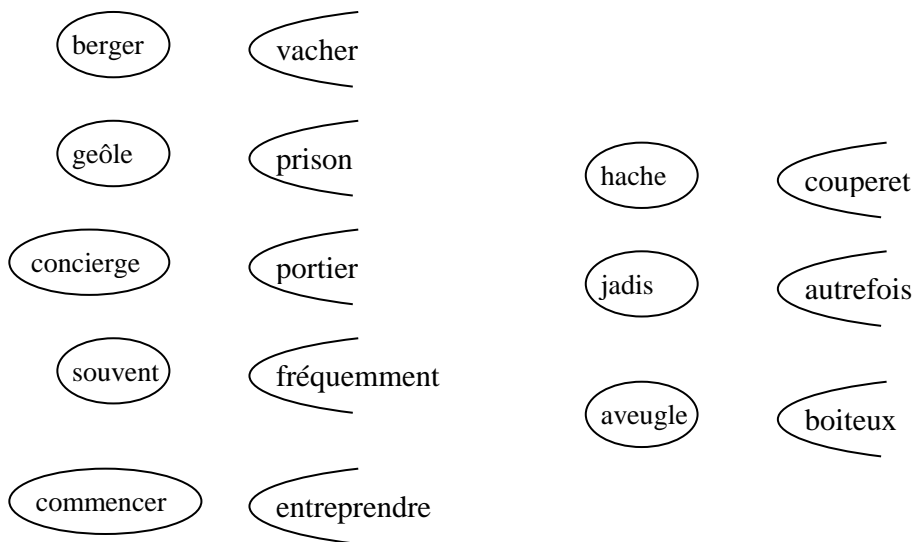 berger vacher
geôle prison
concierge portier
souvent fréquemment
commencer entreprendre
hache couperet
jadis autrefois
aveugle boiteux